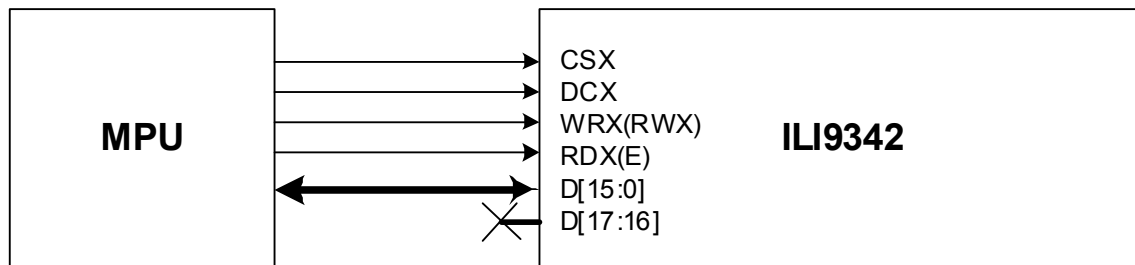 MPU
CSX
DCX
WRX(RWX)
RDX(E)
D[15:0]
D[17:16]
ILI9342